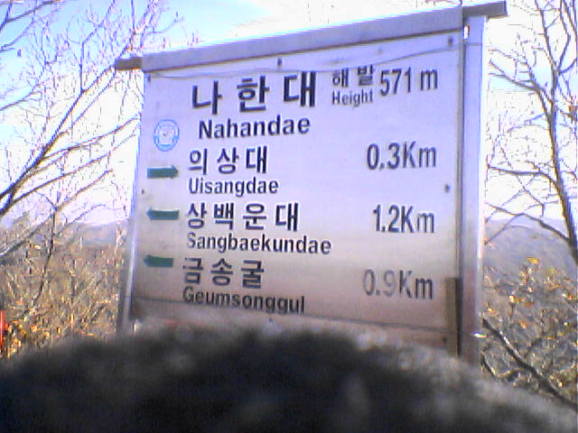 나한대 해발 571 m
Height
Nahandae
의상대 0.3Km
Uisangdae
상백운대 1.2Km
Sangbaekundae
금송굴 0.9Km
Geumsonggul